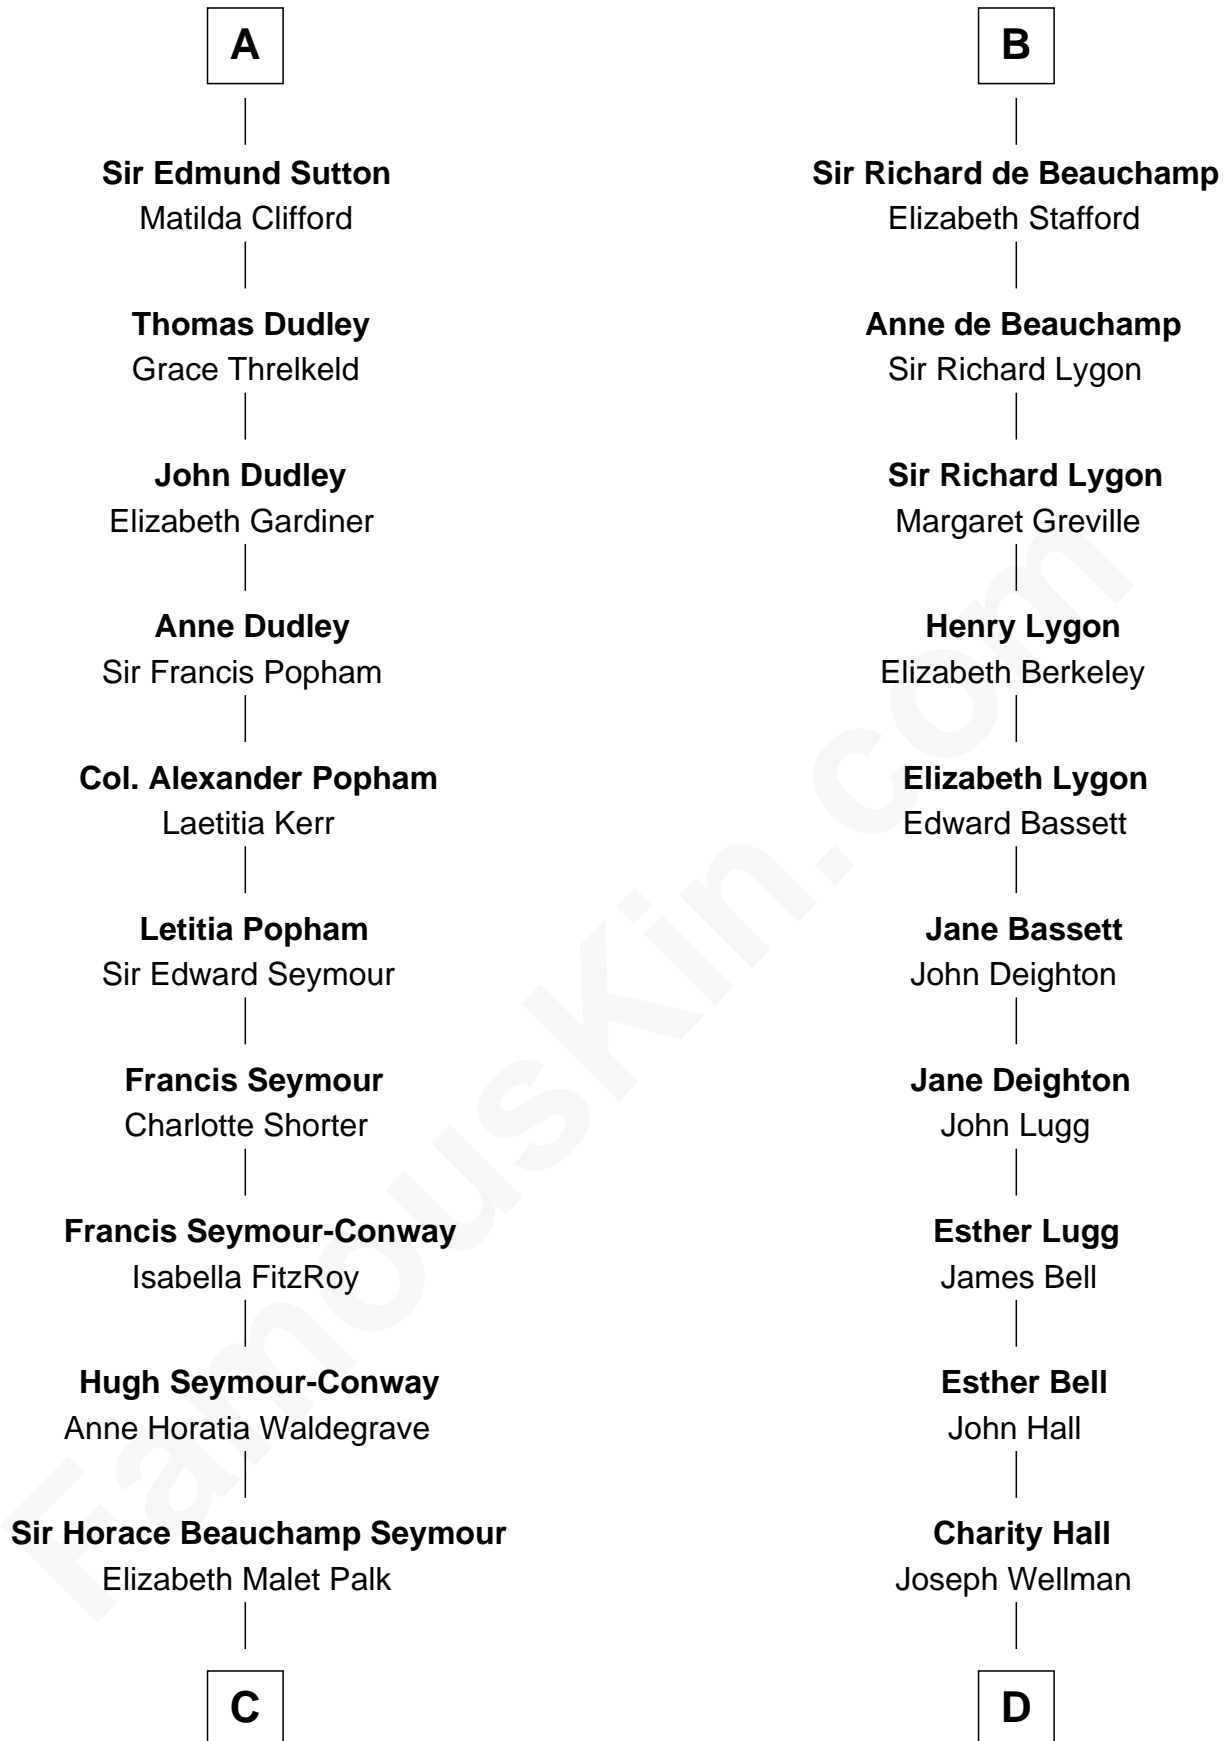 A
Sir Edmund Sutton
Matilda Clifford
Thomas Dudley
Grace Threlkeld
John Dudley
Elizabeth Gardiner
Anne Dudley
Sir Francis Popham
Col. Alexander Popham
Laetitia Kerr
Letitia Popham
Sir Edward Seymour
Francis Seymour
Charlotte Shorter
Francis Seymour-Conway
Isabella FitzRoy
Hugh Seymour-Conway
Anne Horatia Waldegrave
Sir Horace Beauchamp Seymour
Elizabeth Malet Palk
C
B
Sir Richard de Beauchamp
Elizabeth Stafford
Anne de Beauchamp
Sir Richard Lygon
Sir Richard Lygon
Margaret Greville
Henry Lygon
Elizabeth Berkeley
Elizabeth Lygon
Edward Bassett
Jane Bassett
John Deighton
Jane Deighton
John Lugg
Esther Lugg
James Bell
Esther Bell
John Hall
Charity Hall
Joseph Wellman
D
FamousKin.com